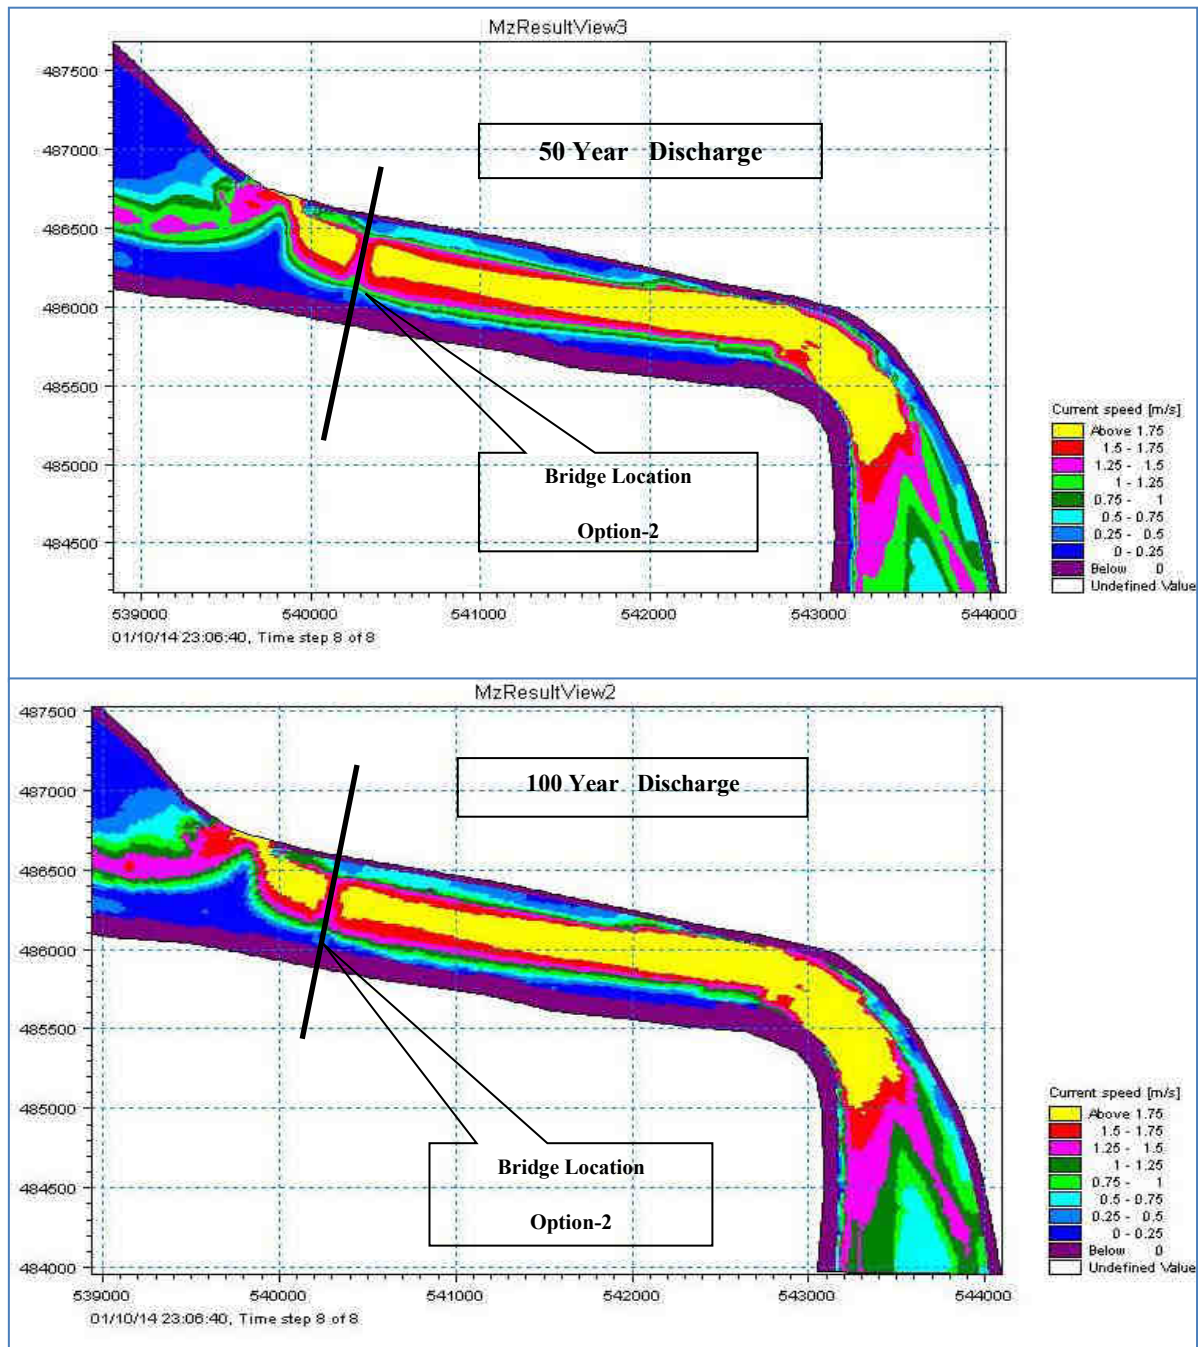 MzResultView3
487500
487000
486500
486000
485500
485000
484500
50 Year Discharge
Bridge Location
Option-2
Current speed [m/s]
Above 1.75
1.5 - 1.75
1.25 - 1.5
1 - 1.25
0.75 - 1
0.5 - 0.75
0.25 - 0.5
0 - 0.25
Below 0
Undefined Value
539000 540000 541000 542000 543000 544000
01/10/14 23:06:40, Time step 8 of 8
MzResultView2
487500
487000
486500
486000
485500
485000
484500
484000
100 Year Discharge
Bridge Location
Option-2
Current speed [m/s]
Above 1.75
1.5 - 1.75
1.25 - 1.5
1 - 1.25
0.75 - 1
0.5 - 0.75
0.25 - 0.5
0 - 0.25
Below 0
Undefined Value
539000 540000 541000 542000 543000 544000
01/10/14 23:06:40, Time step 8 of 8